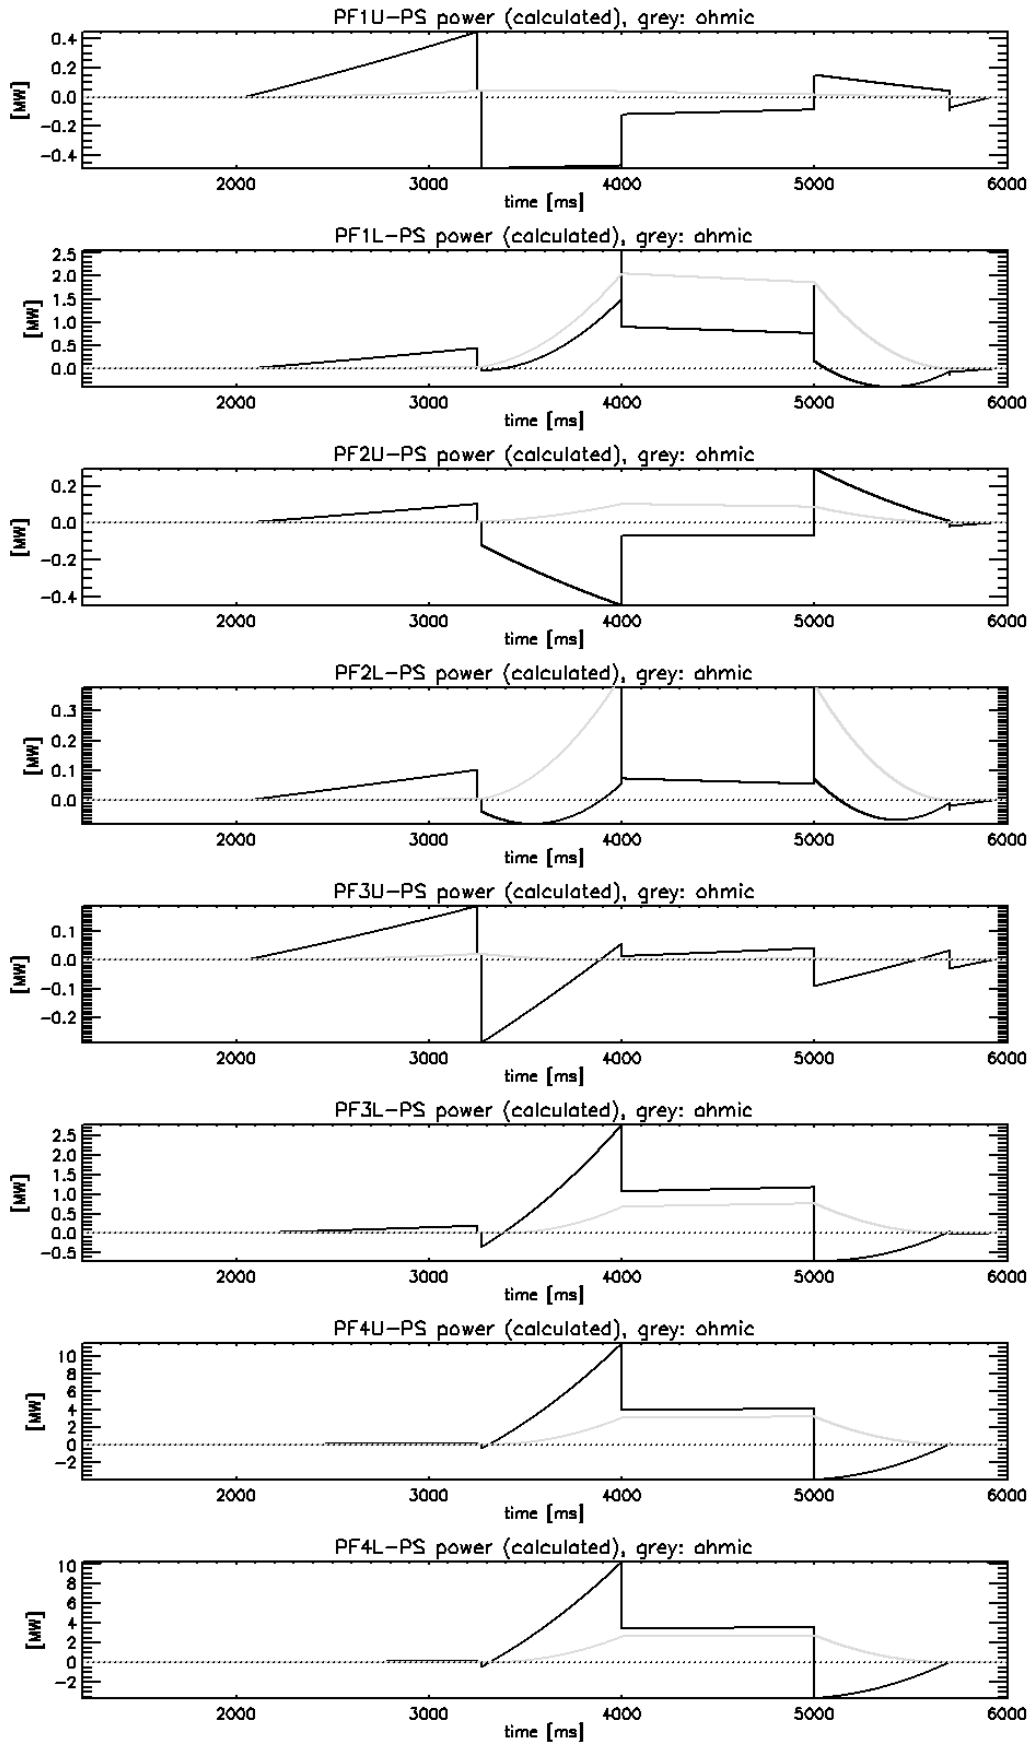 PF1U-PS power (calculated), grey: ohmic
0.4
0.2
0.0
-0.2
-0.4
[MW]
2000 3000 4000 5000 6000
time [ms]
PF1L-PS power (calculated), grey: ohmic
2.5
2.0
1.5
1.0
0.5
0.0
[MW]
2000 3000 4000 5000 6000
time [ms]
PF2U-PS power (calculated), grey: ohmic
0.2
0.0
-0.2
-0.4
[MW]
2000 3000 4000 5000 6000
time [ms]
PF2L-PS power (calculated), grey: ohmic
0.3
0.2
0.1
0.0
[MW]
2000 3000 4000 5000 6000
time [ms]
PF3U-PS power (calculated), grey: ohmic
0.1
0.0
-0.1
-0.2
[MW]
2000 3000 4000 5000 6000
time [ms]
PF3L-PS power (calculated), grey: ohmic
2.5
2.0
1.5
1.0
0.5
0.0
-0.5
[MW]
2000 3000 4000 5000 6000
time [ms]
PF4U-PS power (calculated), grey: ohmic
10
8
6
4
2
0
-2
[MW]
2000 3000 4000 5000 6000
time [ms]
PF4L-PS power (calculated), grey: ohmic
10
8
6
4
2
0
-2
[MW]
2000 3000 4000 5000 6000
time [ms]